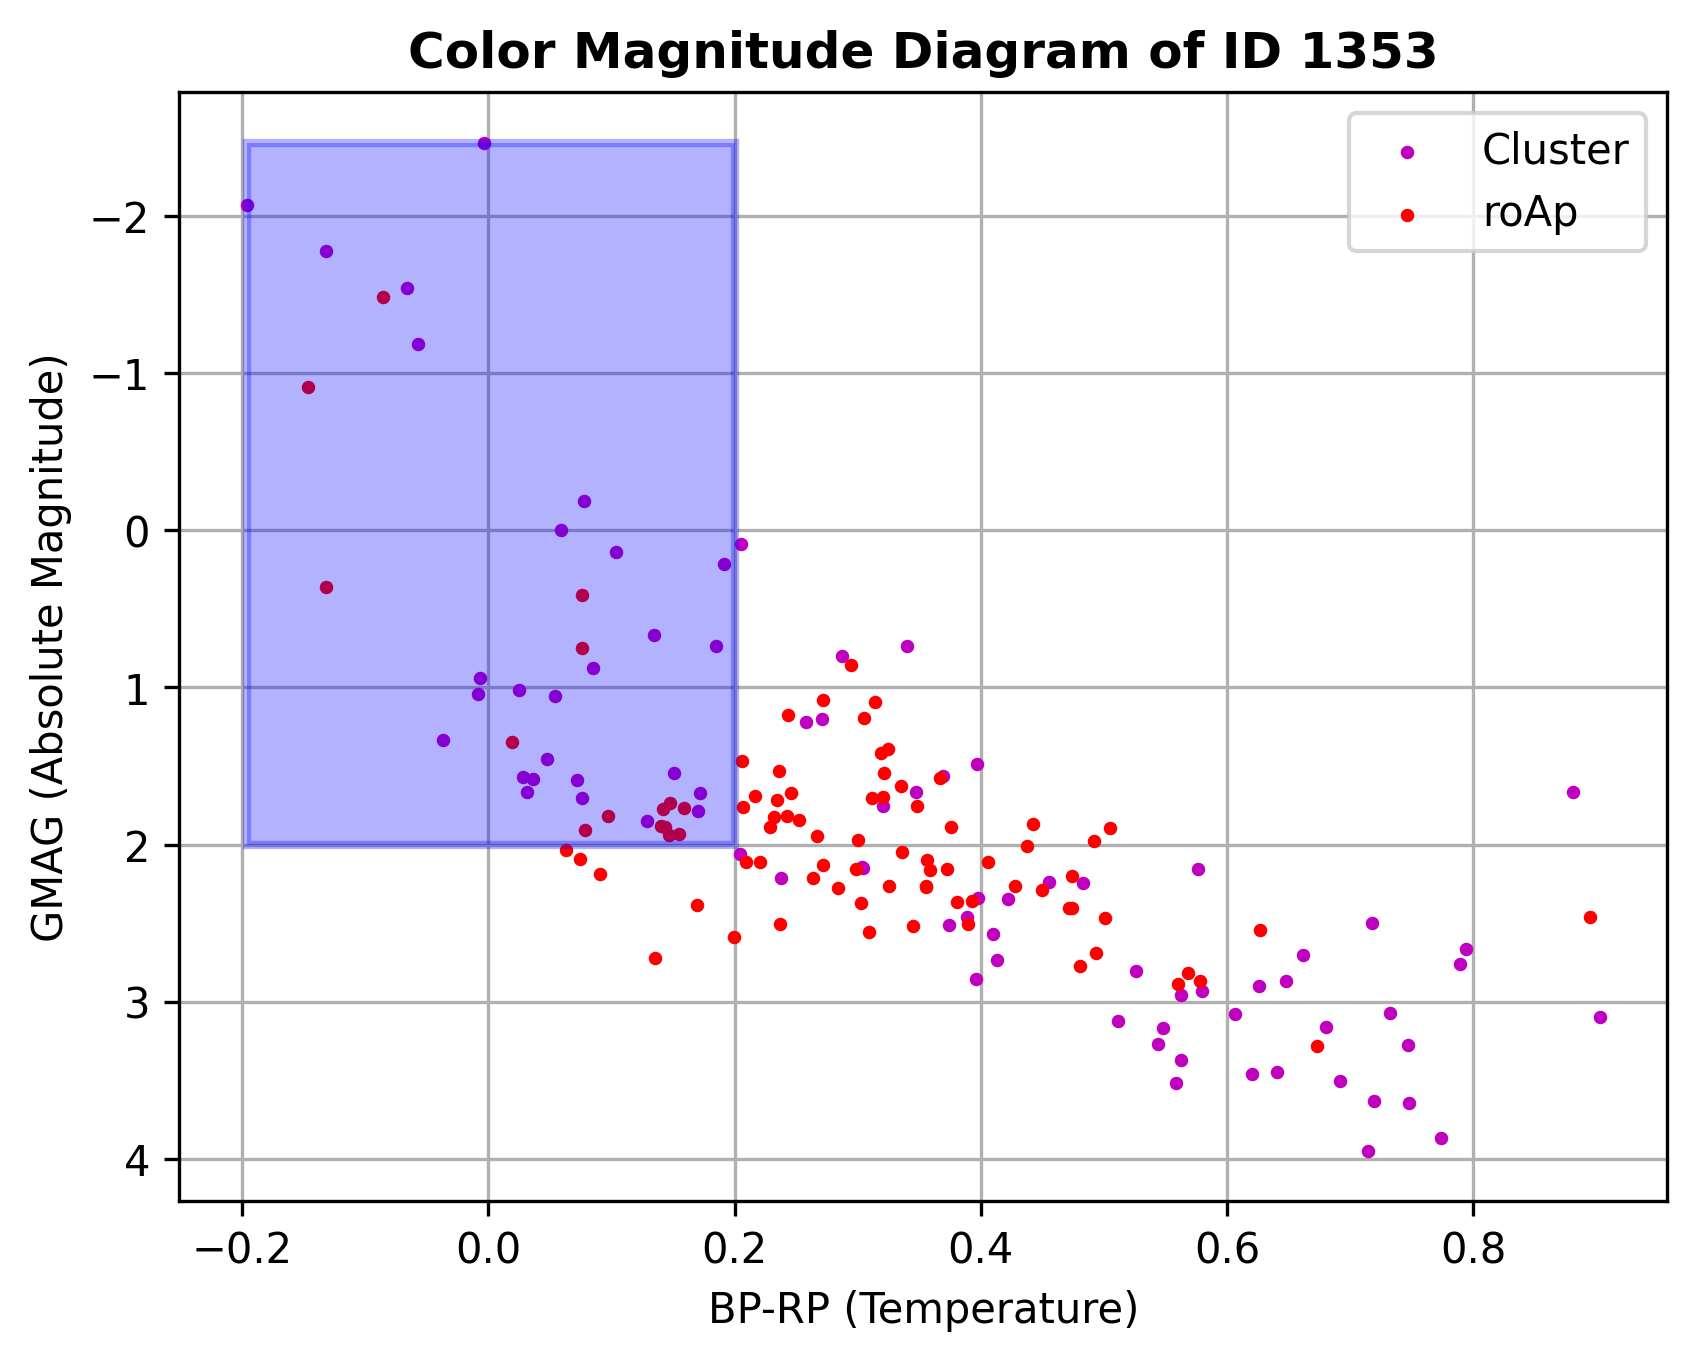 Color Magnitude Diagram of ID 1353
Cluster
roAp
GMAG (Absolute Magnitude)
−2
−1
0
1
2
3
4
−0.2 0.0 0.2 0.4 0.6 0.8
BP-RP (Temperature)